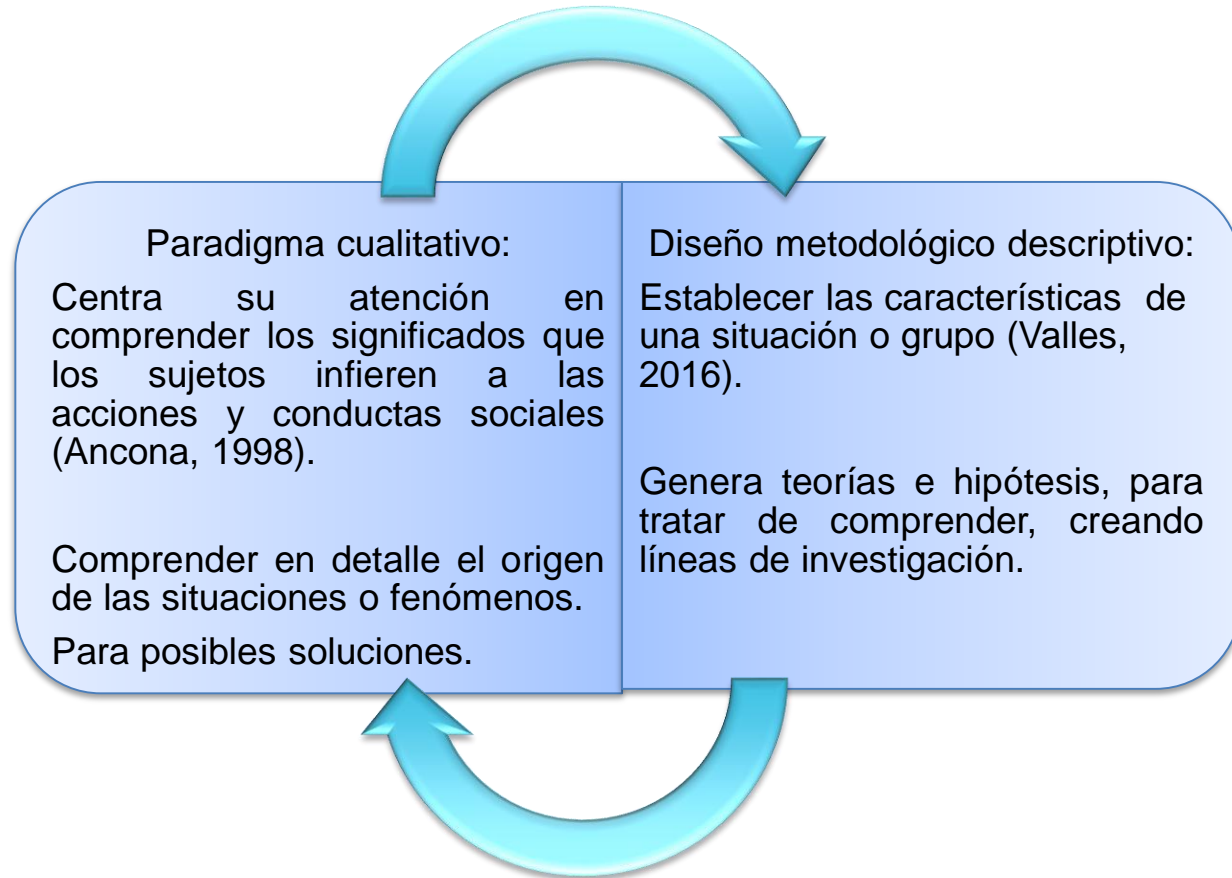 Paradigma cualitativo:
Centra su atención en
comprender los significados que
los sujetos infieren a las
acciones y conductas sociales
(Ancona, 1998).
Comprender en detalle el origen
de las situaciones o fenómenos.
Para posibles soluciones.
Diseño metodológico descriptivo:
Establecer las características de
una situación o grupo (Valles,
2016).
Genera teorías e hipótesis, para
tratar de comprender, creando
líneas de investigación.